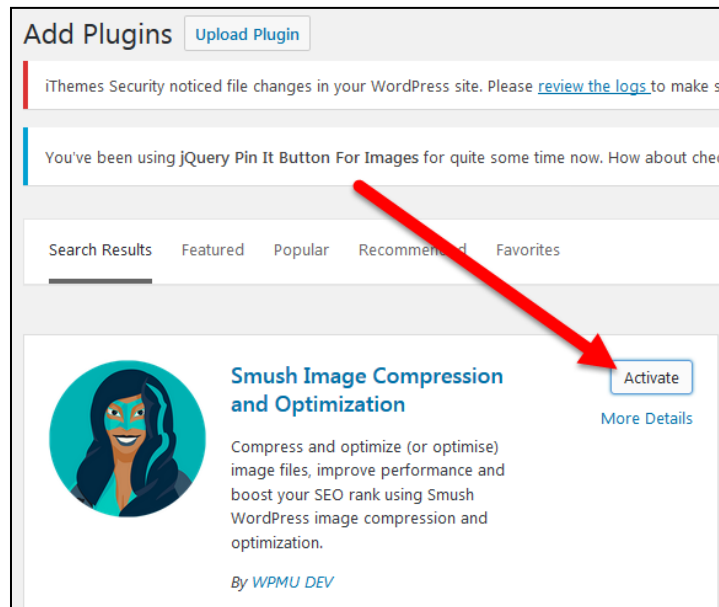 Add Plugins Upload Plugin
iThemes Security noticed file changes in your WordPress site. Please review the logs to make
You've been using jQuery Pin It Button For Images for quite some time now. How about
Search Results Featured Popular Recommended Favorites
Smush Image Compression
and Optimization
Activate
More Details
Compress and optimize (or optimise)
image files, improve performance and
boost your SEO rank using Smush
WordPress image compression and
optimization.
By WPMU DEV